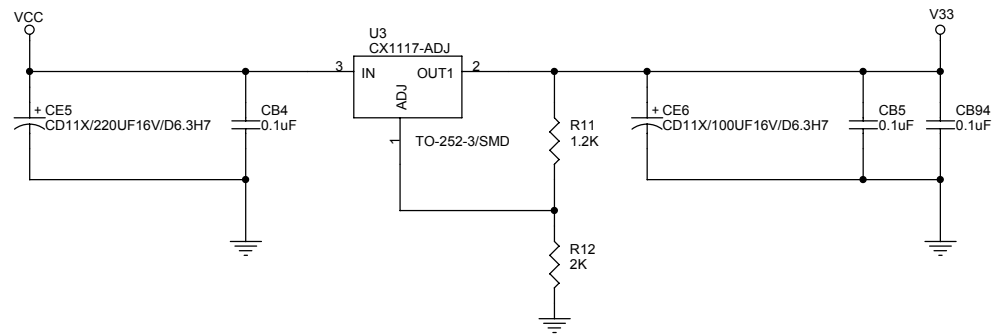 VCC
V33
U3
CX1117-ADJ
3
IN
OUT1
2
ADJ
1
TO-252-3/SMD
+ CE5
CD11X/220UF16V/D6.3H7
CB4
0.1uF
R11
1.2K
+ CE6
CD11X/100UF16V/D6.3H7
CB5
0.1uF
CB94
0.1uF
R12
2K